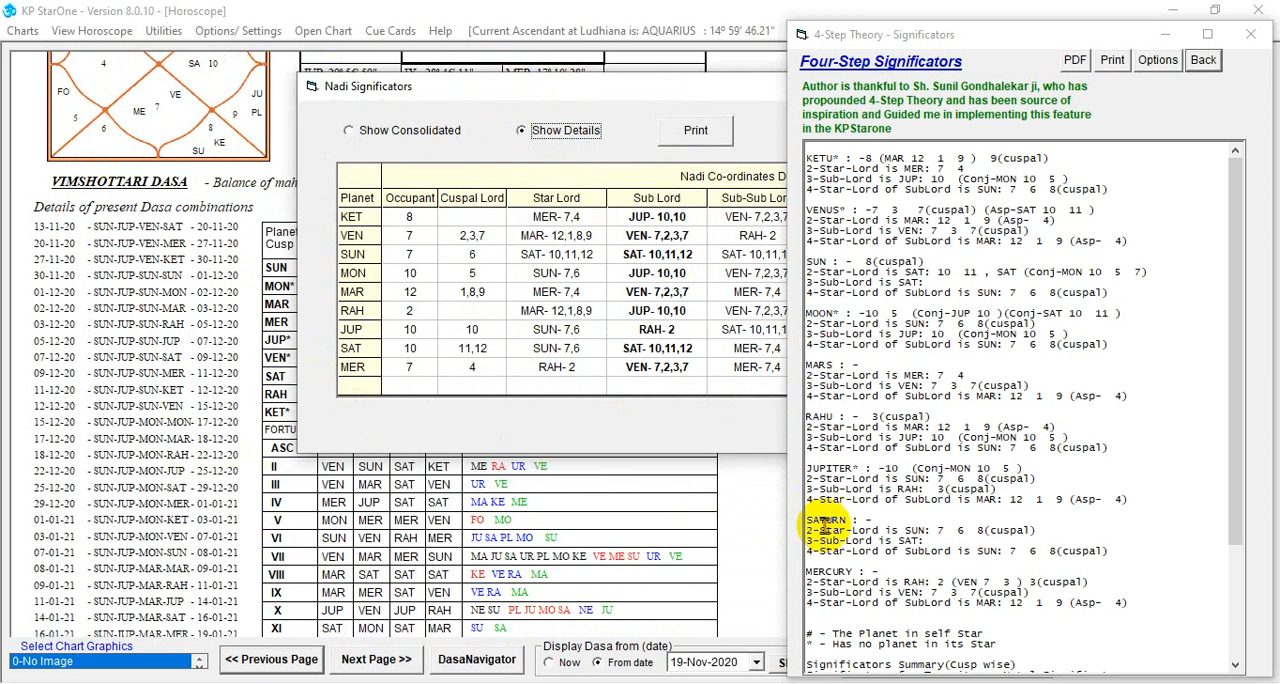 KP StarOne - Version 8.0.10 - [Horoscope]
Charts View Horoscope Utilities Options/ Settings Open Chart Cue Cards Help [Current Ascendant at Ludhiana is: AQUARIUS : 14º 59' 46.21"
4 SA 10
FO VE JU
5 ME 7 9 PL
6 8
SU KE
VIMSHOTTARI DASA - Balance of mah
Details of present Dasa combinations
13-11-20 - SUN-JUP-VEN-SAT - 20-11-20
20-11-20 - SUN-JUP-VEN-MER - 27-11-20
27-11-20 - SUN-JUP-VEN-KET - 30-11-20
30-11-20 - SUN-JUP-SUN-SUN - 01-12-20
01-12-20 - SUN-JUP-SUN-MON - 02-12-20
02-12-20 - SUN-JUP-SUN-MAR - 03-12-20
03-12-20 - SUN-JUP-SUN-RAH - 05-12-20
05-12-20 - SUN-JUP-SUN-JUP - 07-12-20
07-12-20 - SUN-JUP-SUN-SAT - 09-12-20
09-12-20 - SUN-JUP-SUN-MER - 11-12-20
11-12-20 - SUN-JUP-SUN-KET - 12-12-20
12-12-20 - SUN-JUP-SUN-VEN - 15-12-20
15-12-20 - SUN-JUP-MON-MON- 17-12-20
17-12-20 - SUN-JUP-MON-MAR- 18-12-20
18-12-20 - SUN-JUP-MON-RAH - 22-12-20
22-12-20 - SUN-JUP-MON-JUP - 25-12-20
25-12-20 - SUN-JUP-MON-SAT - 29-12-20
29-12-20 - SUN-JUP-MON-MER- 01-01-21
01-01-21 - SUN-JUP-MON-KET - 03-01-21
03-01-21 - SUN-JUP-MON-VEN - 07-01-21
07-01-21 - SUN-JUP-MON-SUN - 08-01-21
08-01-21 - SUN-JUP-MAR-MAR - 09-01-21
09-01-21 - SUN-JUP-MAR-RAH - 11-01-21
11-01-21 - SUN-JUP-MAR-JUP - 14-01-21
14-01-21 - SUN-JUP-MAR-SAT - 16-01-21
16-01-21 - SUN-JUP-MAR-MER - 19-01-21
Planet
Cusp
SUN
MON*
MAR
MER
JUP*
VEN*
SAT
RAH
KET*
FORTU
ASC
II VEN SUN SAT KET ME RA UR VE
III VEN MAR SAT VEN UR VE
IV MER JUP SAT SAT MA KE ME
V MON MER MER VEN FO MO
VI SUN VEN RAH MER JU SA PL MO SU
VII VEN MAR MER SUN MA JU SA UR PL MO KE VE ME SU UR VE
VIII MAR SAT SAT SAT KE VE RA MA
IX MAR MER SAT VEN VE RA MA
X JUP VEN JUP RAH NE SU PL JU MO SA NE JU
XI SAT MON SAT MAR SU SA
Nadi Significators
Show Consolidated Show Details Print
Nadi Co-ordinates D
Planet Occupant Cuspal Lord Star Lord Sub Lord Sub-Sub Lor
KET 8 MER- 7,4 JUP- 10,10 VEN- 7,2,3,7
VEN 7 2,3,7 MAR- 12,1,8,9 VEN- 7,2,3,7 RAH- 2
SUN 7 6 SAT- 10,11,12 SAT- 10,11,12 SAT- 10,11,1
MON 10 5 SUN- 7,6 JUP- 10,10 VEN- 7,2,3,7
MAR 12 1,8,9 MER- 7,4 VEN- 7,2,3,7 MER- 7,4
RAH 2 MAR- 12,1,8,9 JUP- 10,10 VEN- 7,2,3,7
JUP 10 10 SUN- 7,6 RAH- 2 SAT- 10,11,1
SAT 10 11,12 SUN- 7,6 SAT- 10,11,12 MER- 7,4
MER 7 4 RAH- 2 VEN- 7,2,3,7 MER- 7,4
Select Chart Graphics
0-No Image
<< Previous Page Next Page >> DasaNavigator
Display Dasa from (date)
Now From date 19-Nov-2020
4-Step Theory - Significators
Four-Step Significators PDF Print Options Back
Author is thankful to Sh. Sunil Gondhalekar ji, who has
propounded 4-Step Theory and has been source of
inspiration and Guided me in implementing this feature
in the KPStarone
KETU* : -8 (MAR 12 1 9 ) 9(cuspal)
2-Star-Lord is MER: 7 4
3-Sub-Lord is JUP: 10 (Conj-MON 10 5 )
4-Star-Lord of SubLord is SUN: 7 6 8(cuspal)
VENUS* : -7 3 7(cuspal) (Asp-SAT 10 11 )
2-Star-Lord is MAR: 12 1 9 (Asp- 4)
3-Sub-Lord is VEN: 7 3 7(cuspal)
4-Star-Lord of SubLord is MAR: 12 1 9 (Asp- 4)
SUN : - 8(cuspal)
2-Star-Lord is SAT: 10 11 , SAT (Conj-MON 10 5 7)
3-Sub-Lord is SAT:
4-Star-Lord of SubLord is SUN: 7 6 8(cuspal)
MOON* : -10 5 (Conj-JUP 10 )(Conj-SAT 10 11 )
2-Star-Lord is SUN: 7 6 8(cuspal)
3-Sub-Lord is JUP: 10 (Conj-MON 10 5 )
4-Star-Lord of SubLord is SUN: 7 6 8(cuspal)
MARS : -
2-Star-Lord is MER: 7 4
3-Sub-Lord is VEN: 7 3 7(cuspal)
4-Star-Lord of SubLord is MAR: 12 1 9 (Asp- 4)
RAHU : - 3(cuspal)
2-Star-Lord is MAR: 12 1 9 (Asp- 4)
3-Sub-Lord is JUP: 10 (Conj-MON 10 5 )
4-Star-Lord of SubLord is SUN: 7 6 8(cuspal)
JUPITER* : -10 (Conj-MON 10 5 )
2-Star-Lord is SUN: 7 6 8(cuspal)
3-Sub-Lord is RAH: 3(cuspal)
4-Star-Lord of SubLord is MAR: 12 1 9 (Asp- 4)
SATURN : -
2-Star-Lord is SUN: 7 6 8(cuspal)
3-Sub-Lord is SAT:
4-Star-Lord of SubLord is SUN: 7 6 8(cuspal)
MERCURY : -
2-Star-Lord is RAH: 2 (VEN 7 3 ) 3(cuspal)
3-Sub-Lord is VEN: 7 3 7(cuspal)
4-Star-Lord of SubLord is MAR: 12 1 9 (Asp- 4)
# - The Planet in self Star
* - Has no planet in its Star
Significators Summary(Cusp wise)